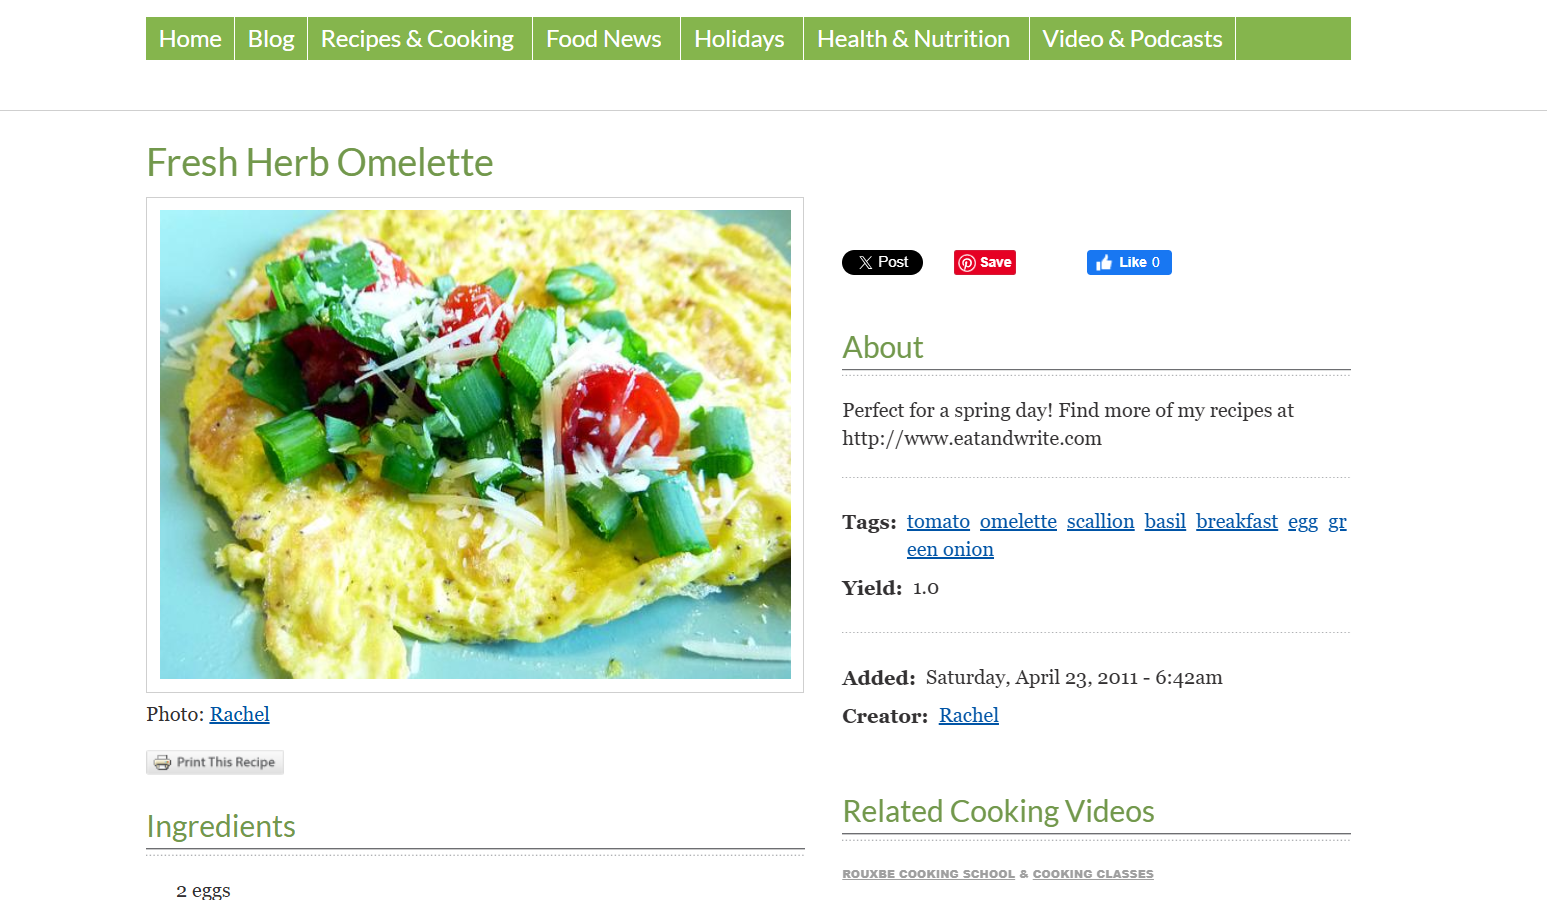 Home Blog Recipes & Cooking Food News Holidays Health & Nutrition Video & Podcasts
Fresh Herb Omelette
Photo: Rachel
Print This Recipe
Ingredients
2 eggs
Post Save Like 0
About
Perfect for a spring day! Find more of my recipes at
http://www.eatandwrite.com
Tags: tomato omelette scallion basil breakfast egg gr
een onion
Yield: 1.0
Added: Saturday, April 23, 2011 - 6:42am
Creator: Rachel
Related Cooking Videos
ROUXBE COOKING SCHOOL & COOKING CLASSES